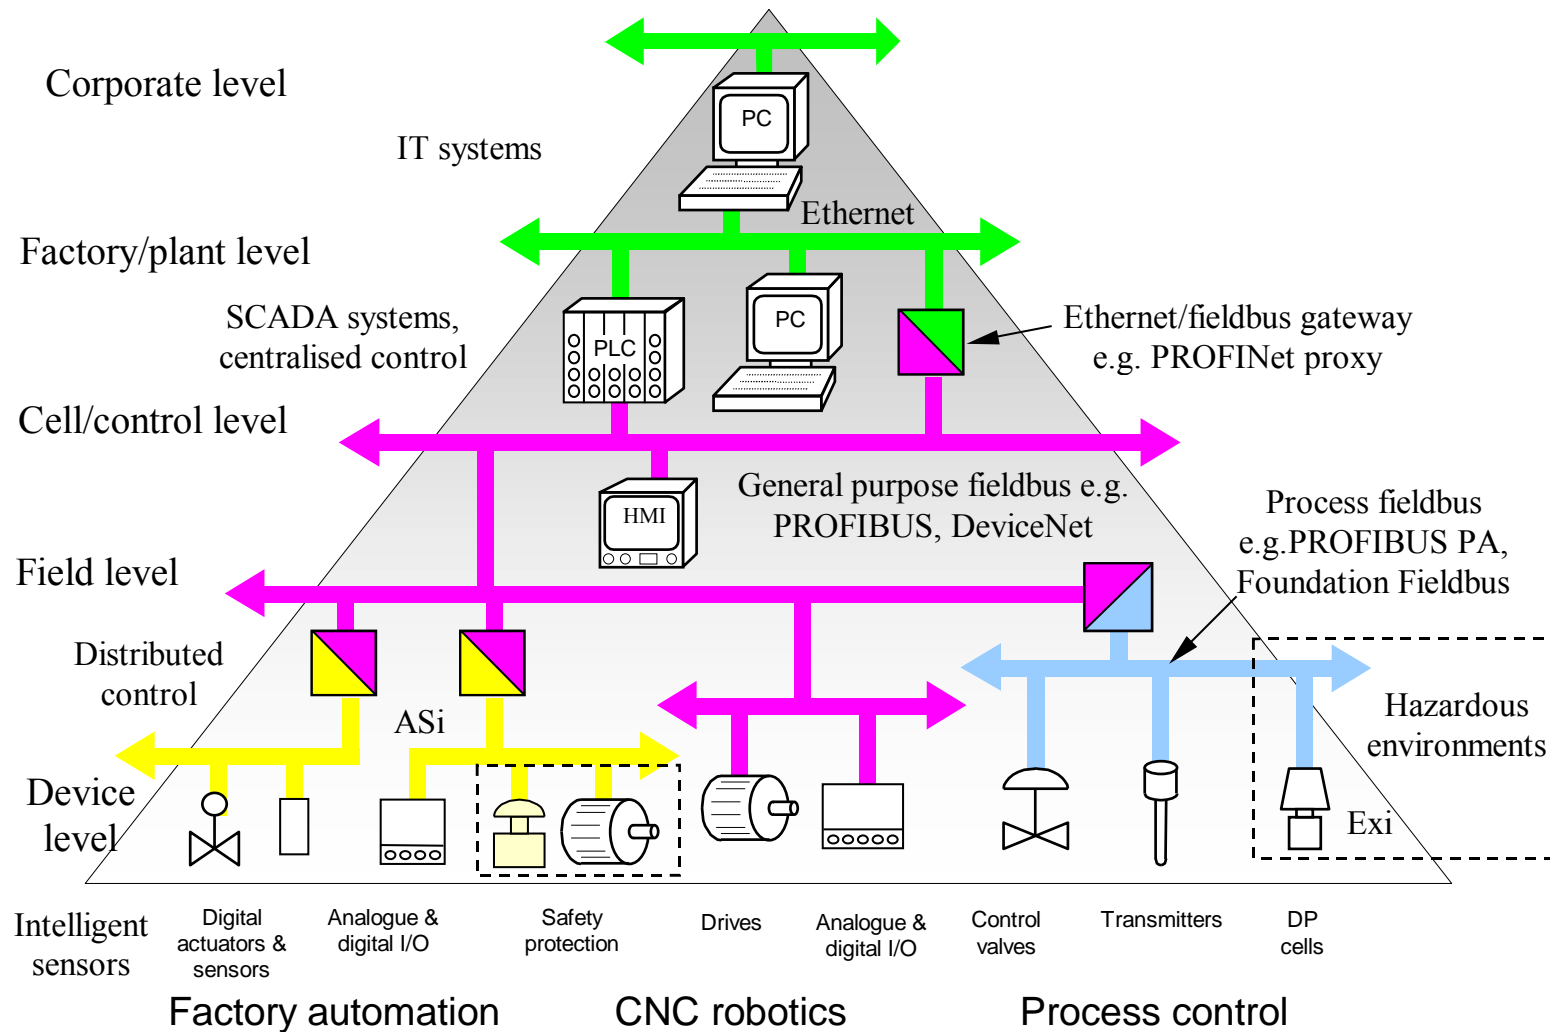 Corporate level
PC
IT systems
Ethernet
Factory/plant level
SCADA systems,
centralised control
PLC
PC
Ethernet/fieldbus gateway
e.g. PROFINet proxy
Cell/control level
General purpose fieldbus e.g.
PROFIBUS, DeviceNet
HMI
Process fieldbus
e.g.PROFIBUS PA,
Foundation Fieldbus
Field level
Distributed
control
ASi
Hazardous
environments
Device
level
Exi
Intelligent
sensors
Digital
actuators &
sensors
Analogue &
digital I/O
Safety
protection
Drives
Analogue &
digital I/O
Control
valves
Transmitters
DP
cells
Factory automation
CNC robotics
Process control